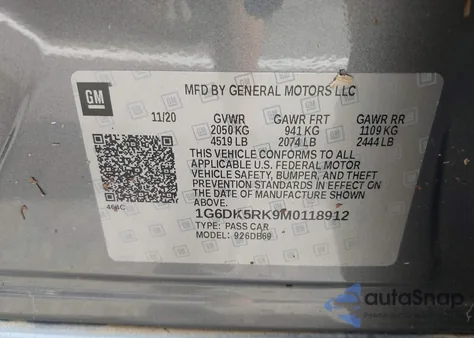 GM
MFD BY GENERAL MOTORS LLC
11/20 GVWR GAWR FRT GAWR RR
2050 KG 941 KG 1109 KG
4519 LB 2074 LB 2444 LB
THIS VEHICLE CONFORMS TO ALL
APPLICABLE U.S. FEDERAL MOTOR
VEHICLE SAFETY, BUMPER, AND THEFT
PREVENTION STANDARDS IN EFFECT ON
THE DATE OF MANUFACTURE SHOWN
ABOVE.
1G6DK5RK9M0118912
TYPE: PASS CAR
MODEL: 926DB69
autoSnap